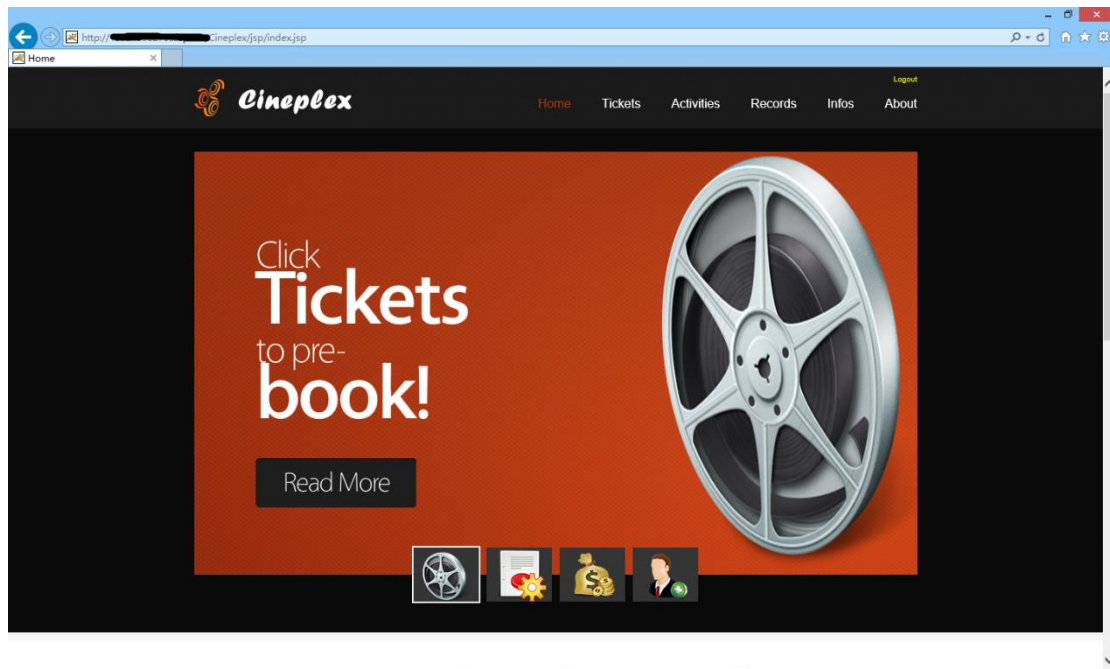 http://
Cineplex/jsp/index.jsp
Home
Logout
Cineplex
Home Tickets Activities Records Infos About
Click
Tickets
to pre-
book!
Read More